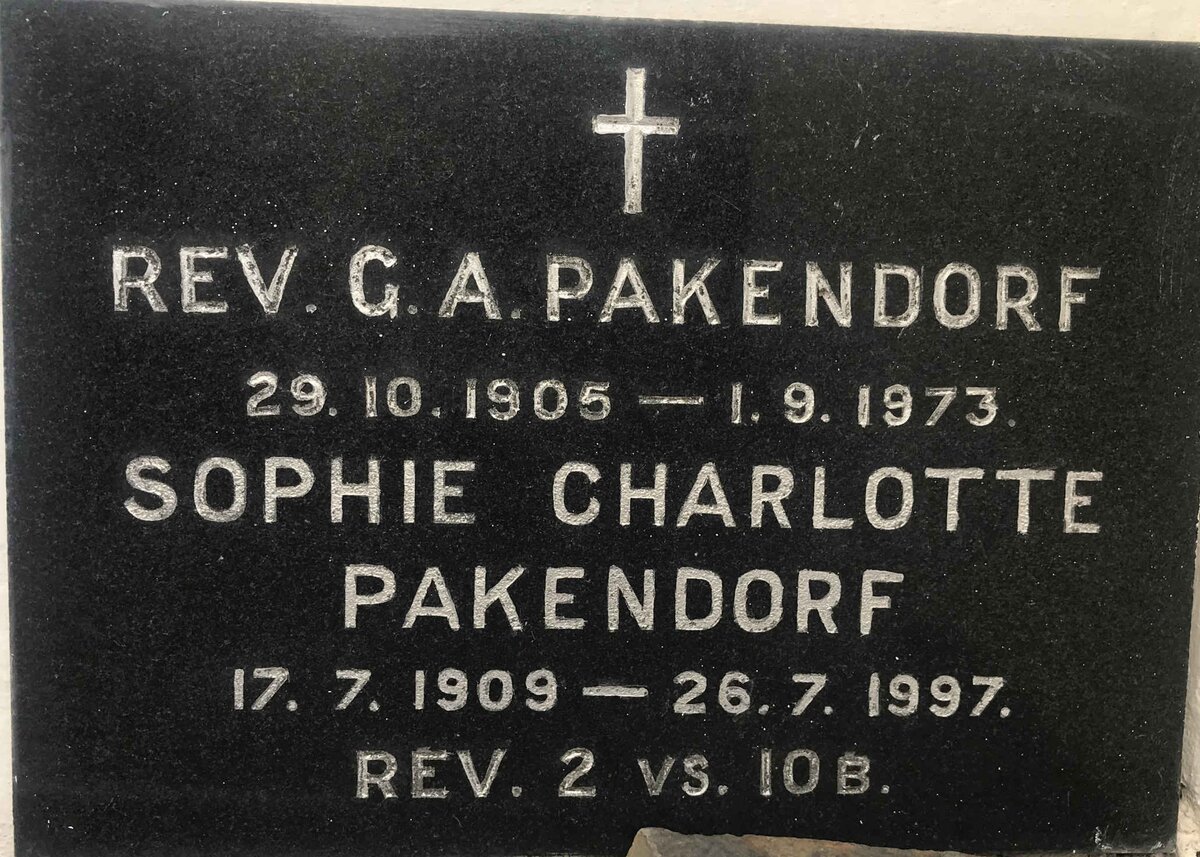 REV. G. A. PAKENDORF
29. 10. 1905 — 1. 9. 1973.
SOPHIE CHARLOTTE
PAKENDORF
17. 7. 1909 — 26. 7. 1997.
REV. 2 VS. 10B.